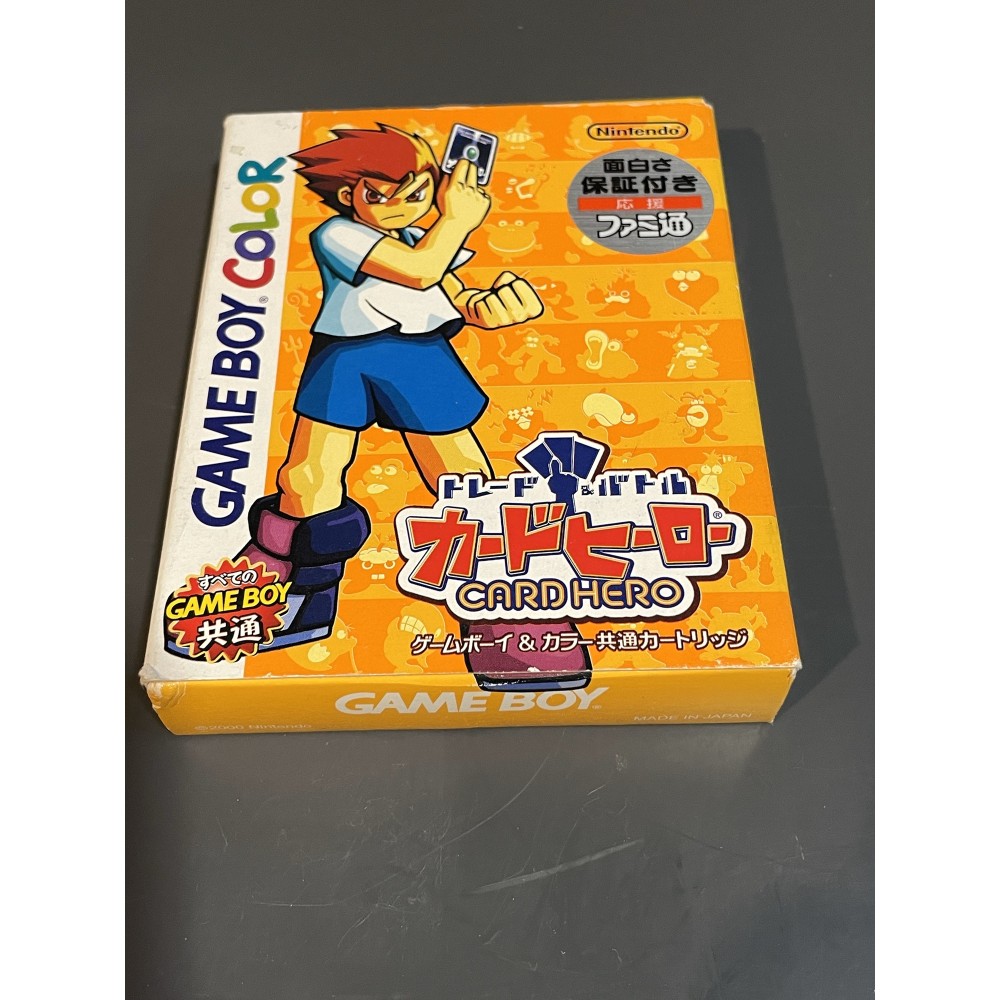 GAME BOY COLOR
Nintendo®
面白さ
保証付き
応援
ファミ通
トレード&バトル
カードヒーロー®
CARD HERO
ゲームボーイ & カラー共通カートリッジ
すべての
GAME BOY
共通
GAME BOY
©2000 Nintendo
MADE IN JAPAN